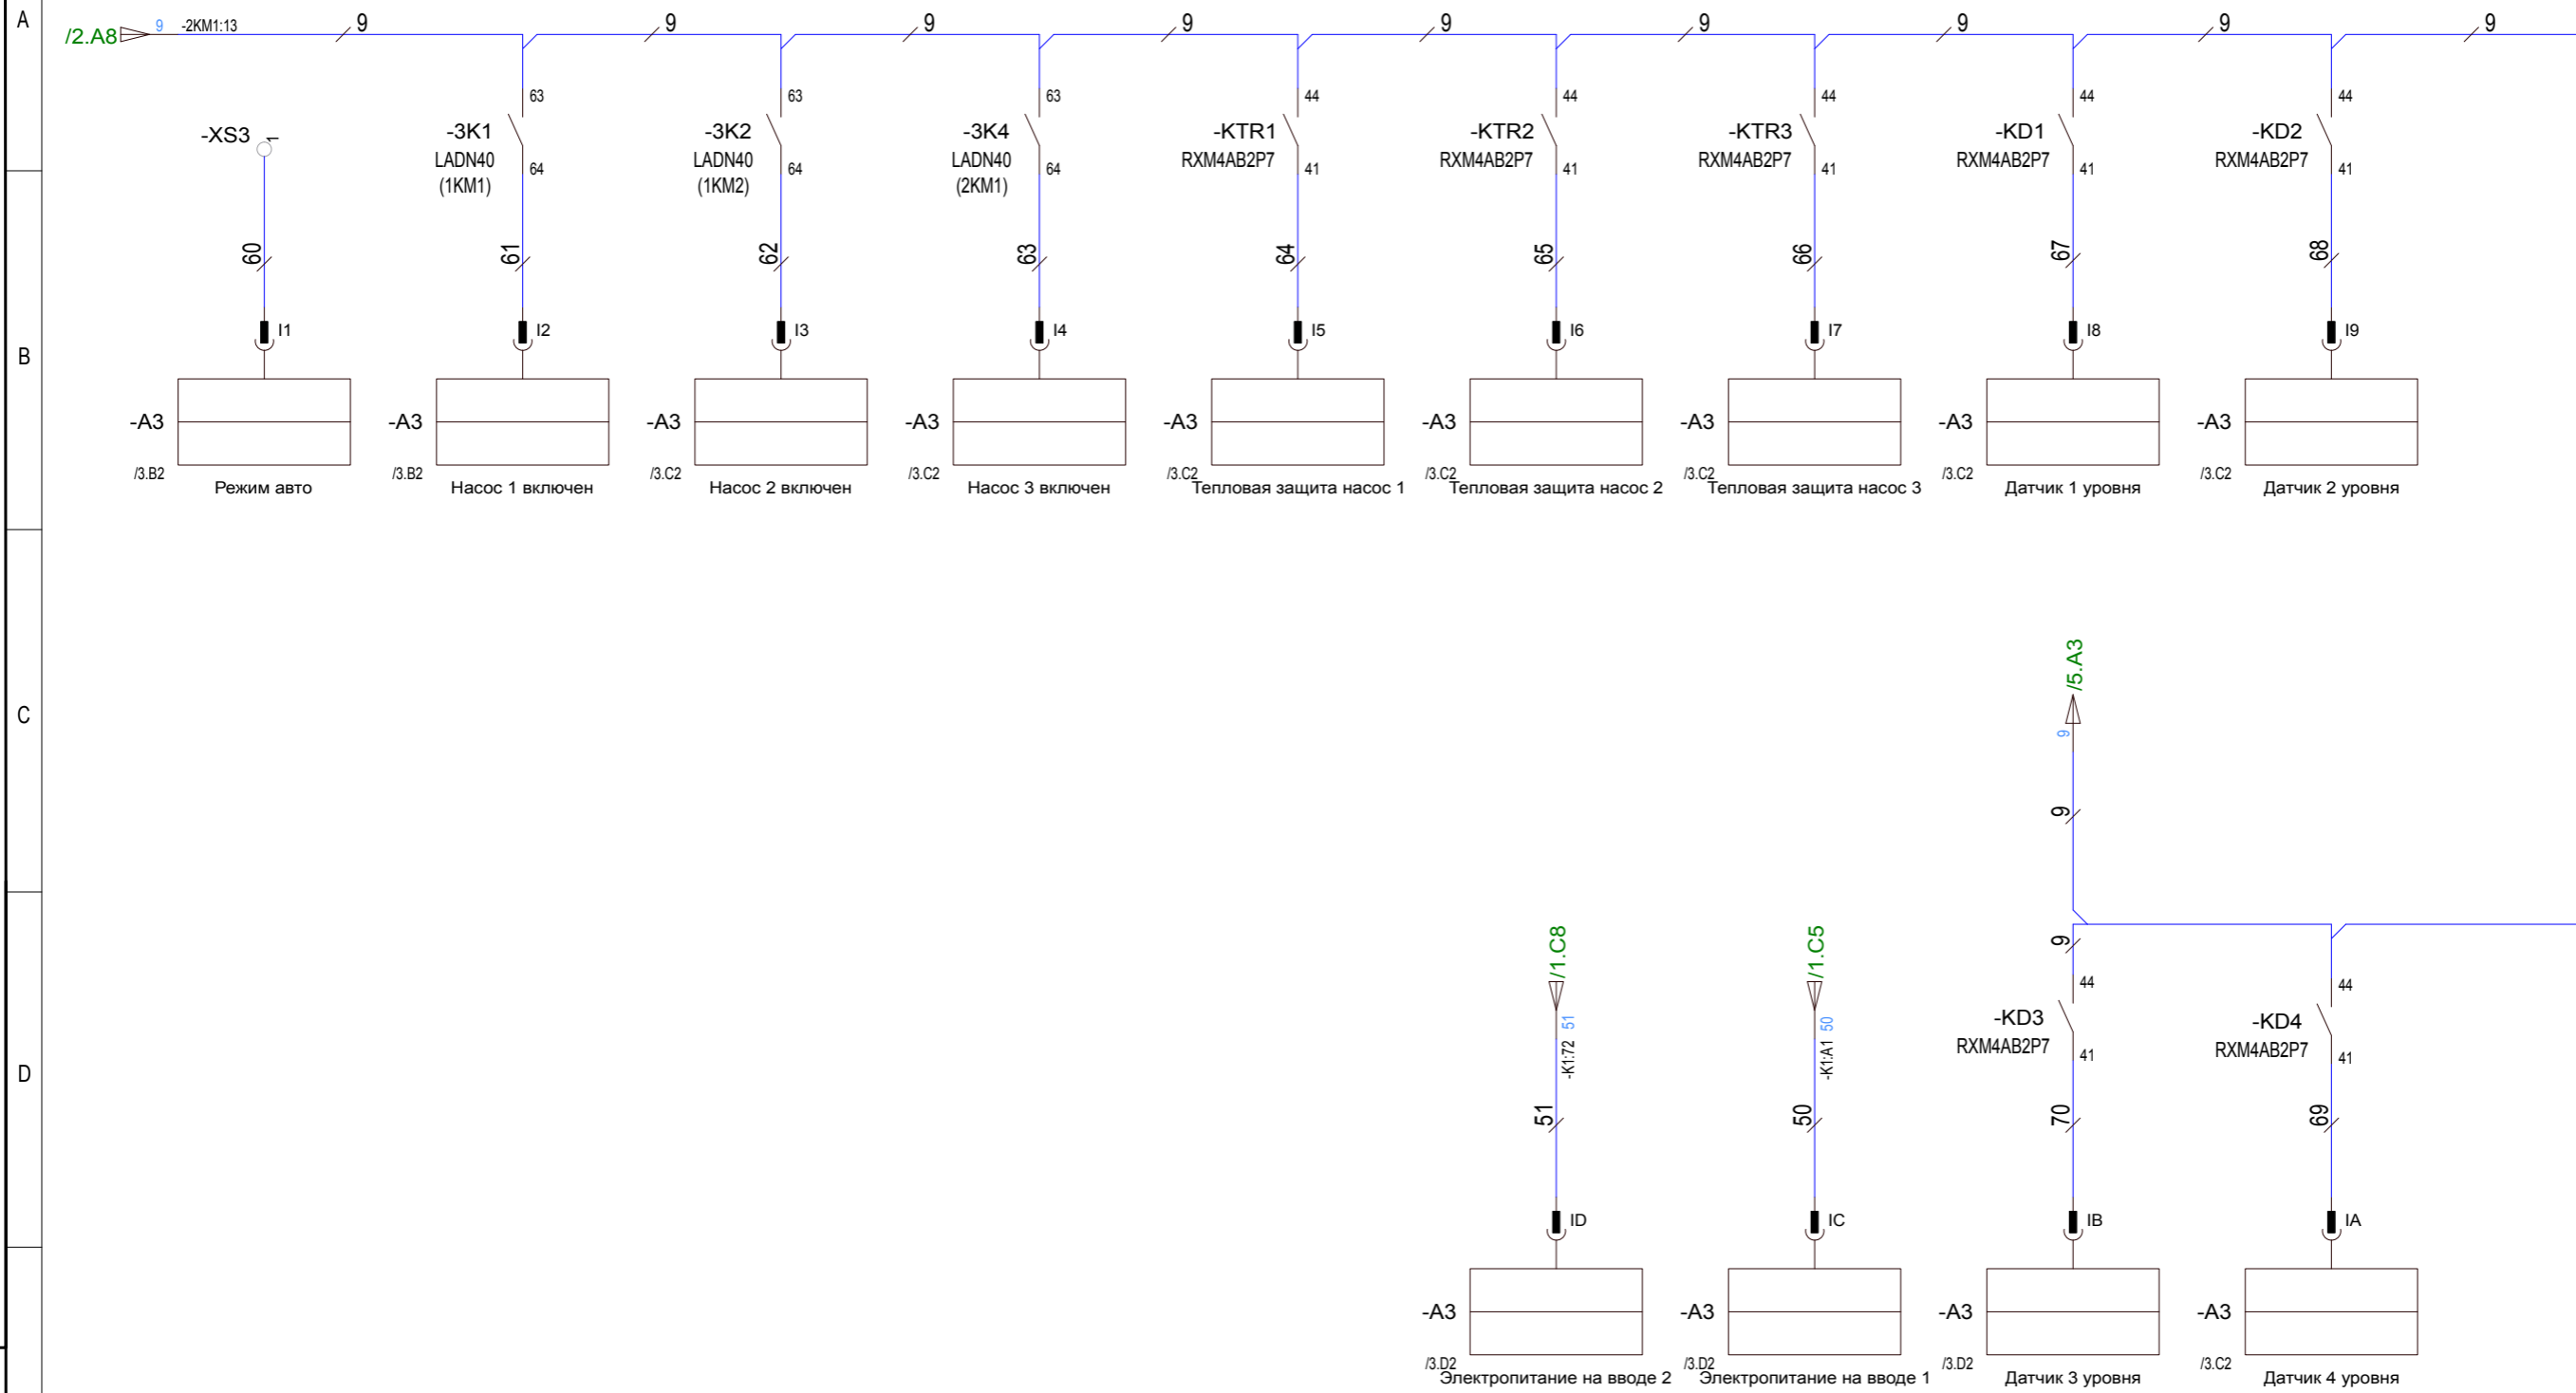 A
/2.A8 9 -2KM1:13 9 9 9 9 9 9 9 9 9
63 63 63 44 44 44 44 44
-XS3 1 -3K1 -3K2 -3K4 -KTR1 -KTR2 -KTR3 -KD1 -KD2
LADN40 LADN40 LADN40 RXM4AB2P7 RXM4AB2P7 RXM4AB2P7 RXM4AB2P7 RXM4AB2P7
64 64 64 41 41 41 41 41
(1KM1) (1KM2) (2KM1)
60 61 62 63 64 65 66 67 68
I1 I2 I3 I4 I5 I6 I7 I8 I9
B
-A3 -A3 -A3 -A3 -A3 -A3 -A3 -A3 -A3
/3.B2 /3.B2 /3.C2 /3.C2 /3.C2 /3.C2 /3.C2 /3.C2 /3.C2
Режим авто Насос 1 включен Насос 2 включен Насос 3 включен Тепловая защита насос 1 Тепловая защита насос 2 Тепловая защита насос 3 Датчик 1 уровня Датчик 2 уровня
/5.A3
C
9
9
/1.C8 /1.C5 9
44 44
51 50 -KD3 -KD4
-K1:72 -K1:A1 RXM4AB2P7 RXM4AB2P7
41 41
D
51 50 70 69
ID IC IB IA
-A3 -A3 -A3 -A3
/3.D2 /3.D2 /3.D2 /3.C2
Электропитание на вводе 2 Электропитание на вводе 1 Датчик 3 уровня Датчик 4 уровня